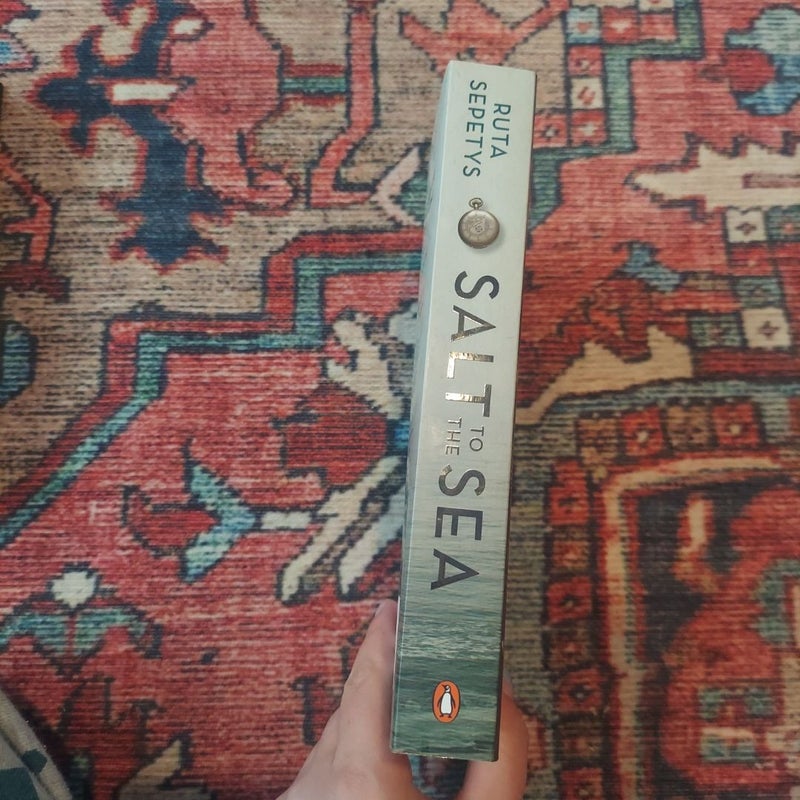 RUTA
SEPETYS
SALT
TO
THE
SEA